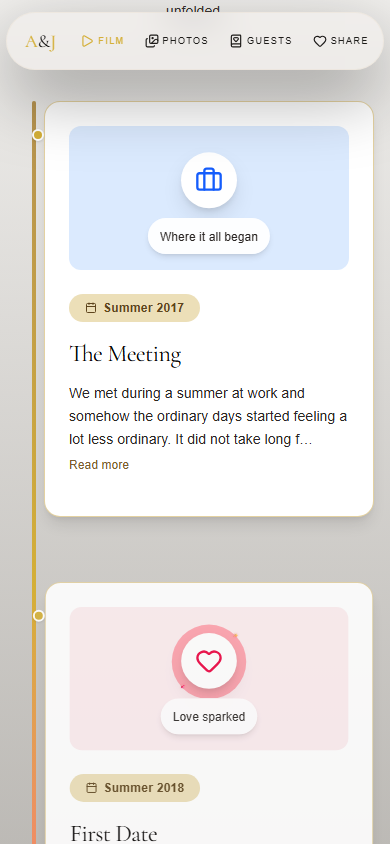 unfolded
A&J
FILM
PHOTOS
GUESTS
SHARE
Where it all began
Summer 2017
The Meeting
We met during a summer at work and
somehow the ordinary days started feeling a
lot less ordinary. It did not take long f…
Read more
Love sparked
Summer 2018
First Date